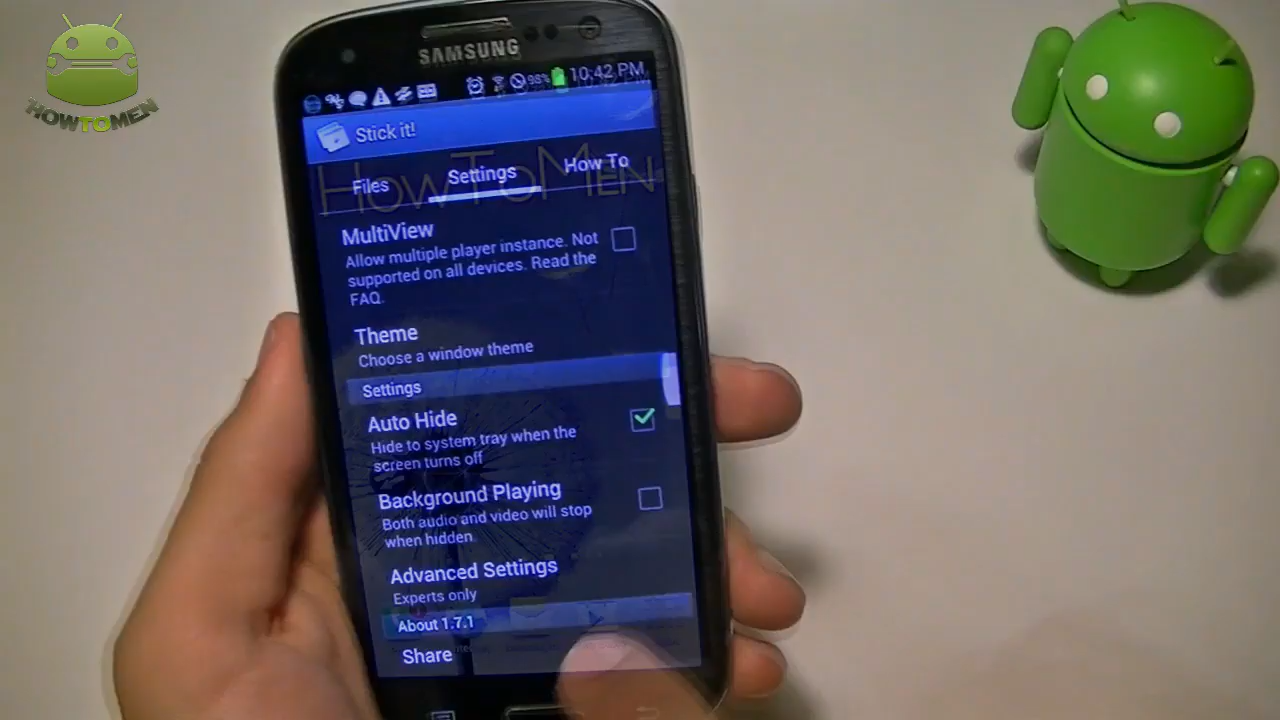 HOWTOMEN
SAMSUNG
98% 10:42 PM
Stick it!
HOWTOMEN
Files Settings How To
MultiView
Allow multiple player instance. Not
supported on all devices. Read the
FAQ.
Theme
Choose a window theme
Settings
Auto Hide
Hide to system tray when the
screen turns off
Background Playing
Both audio and video will stop
when hidden
Advanced Settings
Experts only
About 1.7.1
Share